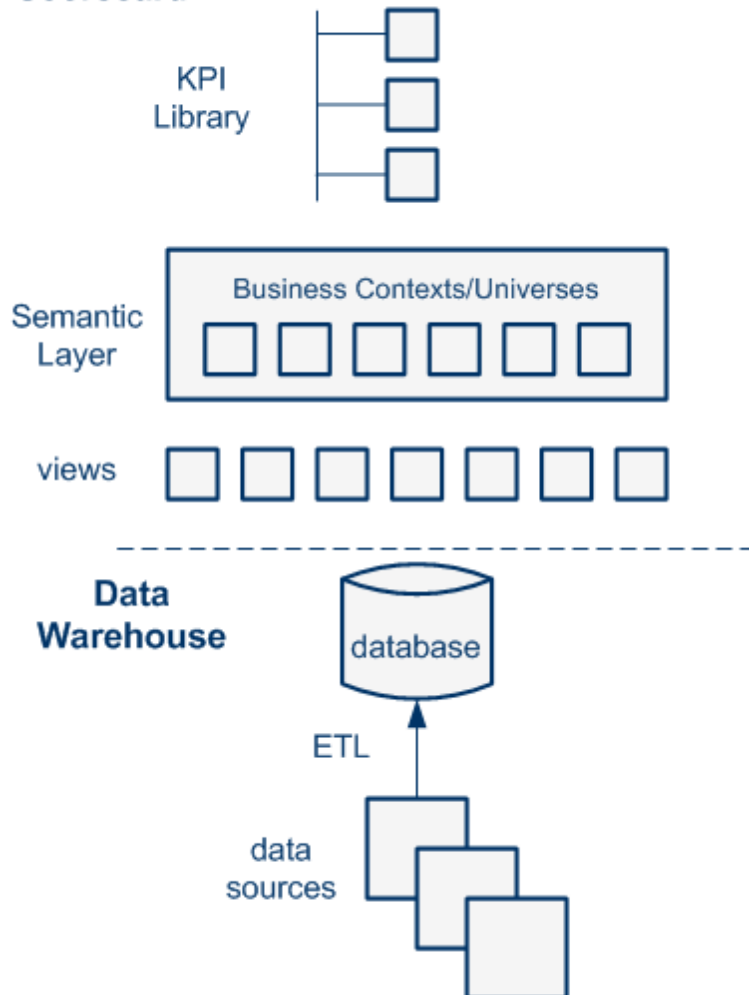 KPI
Library
Business Contexts/Universes
Semantic
Layer
views
Data
Warehouse
database
ETL
data
sources